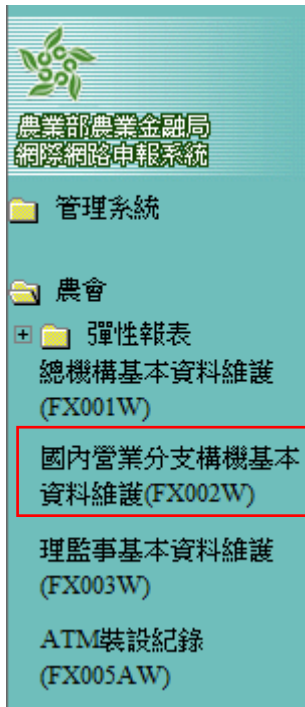 農業部農業金融局
網際網路申報系統
管理系統
農會
彈性報表
總機構基本資料維護
(FX001W)
國內營業分支構機基本
資料維護(FX002W)
理監事基本資料維護
(FX003W)
ATM裝設紀錄
(FX005AW)